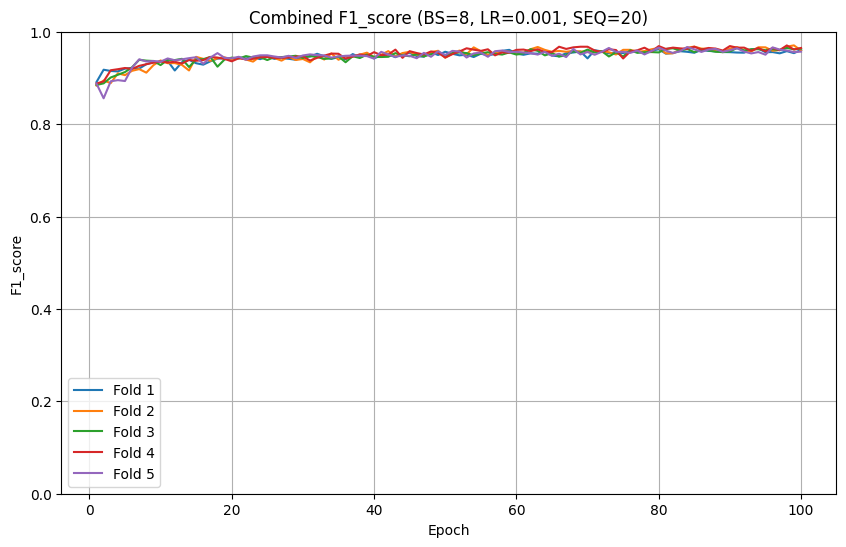 Combined F1_score (BS=8, LR=0.001, SEQ=20)
F1_score
1.0
0.8
0.6
0.4
0.2
0.0
Fold 1
Fold 2
Fold 3
Fold 4
Fold 5
0
20
40
60
80
100
Epoch